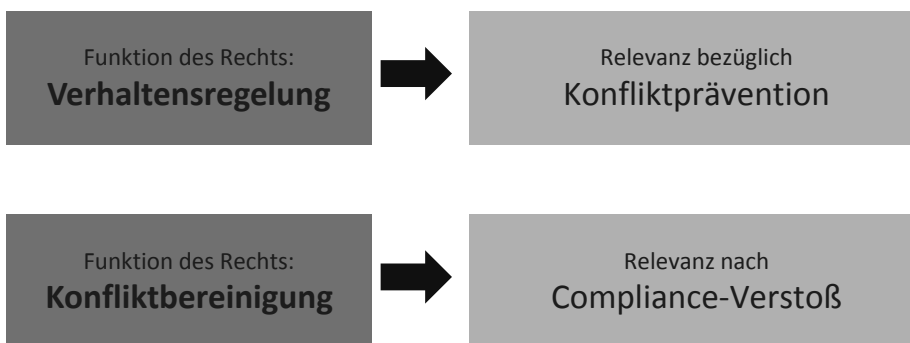 Funktion des Rechts:
Verhaltensregelung
Relevanz bezüglich
Konfliktprävention
Funktion des Rechts:
Konfliktbereinigung
Relevanz nach
Compliance-Verstoß